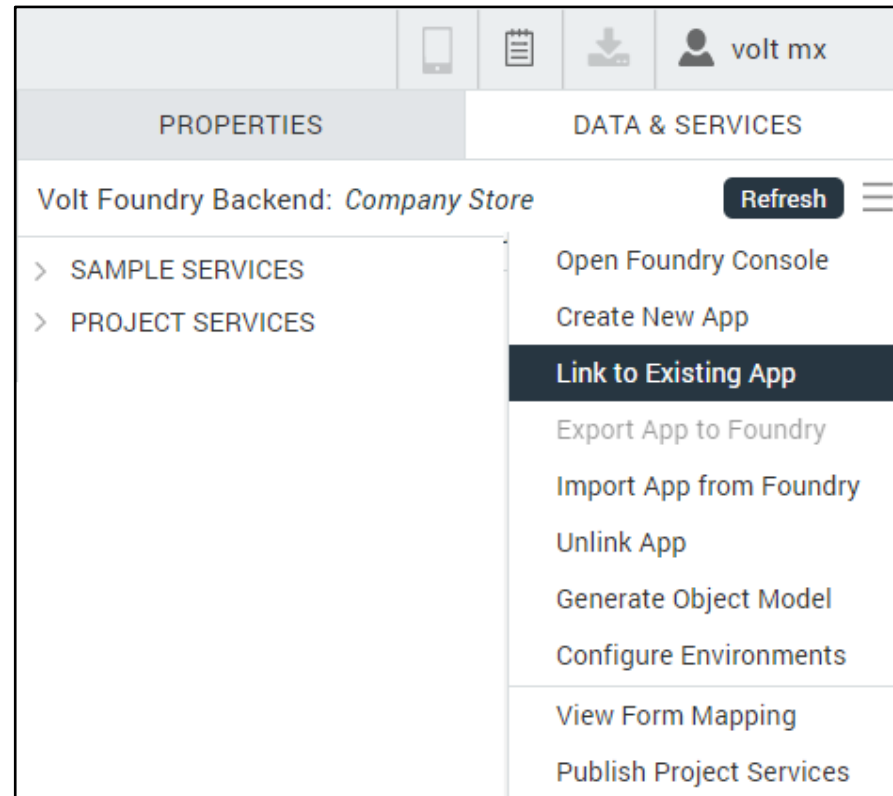 volt mx
PROPERTIES
DATA & SERVICES
Volt Foundry Backend: Company Store
Refresh
SAMPLE SERVICES
PROJECT SERVICES
Open Foundry Console
Create New App
Link to Existing App
Export App to Foundry
Import App from Foundry
Unlink App
Generate Object Model
Configure Environments
View Form Mapping
Publish Project Services